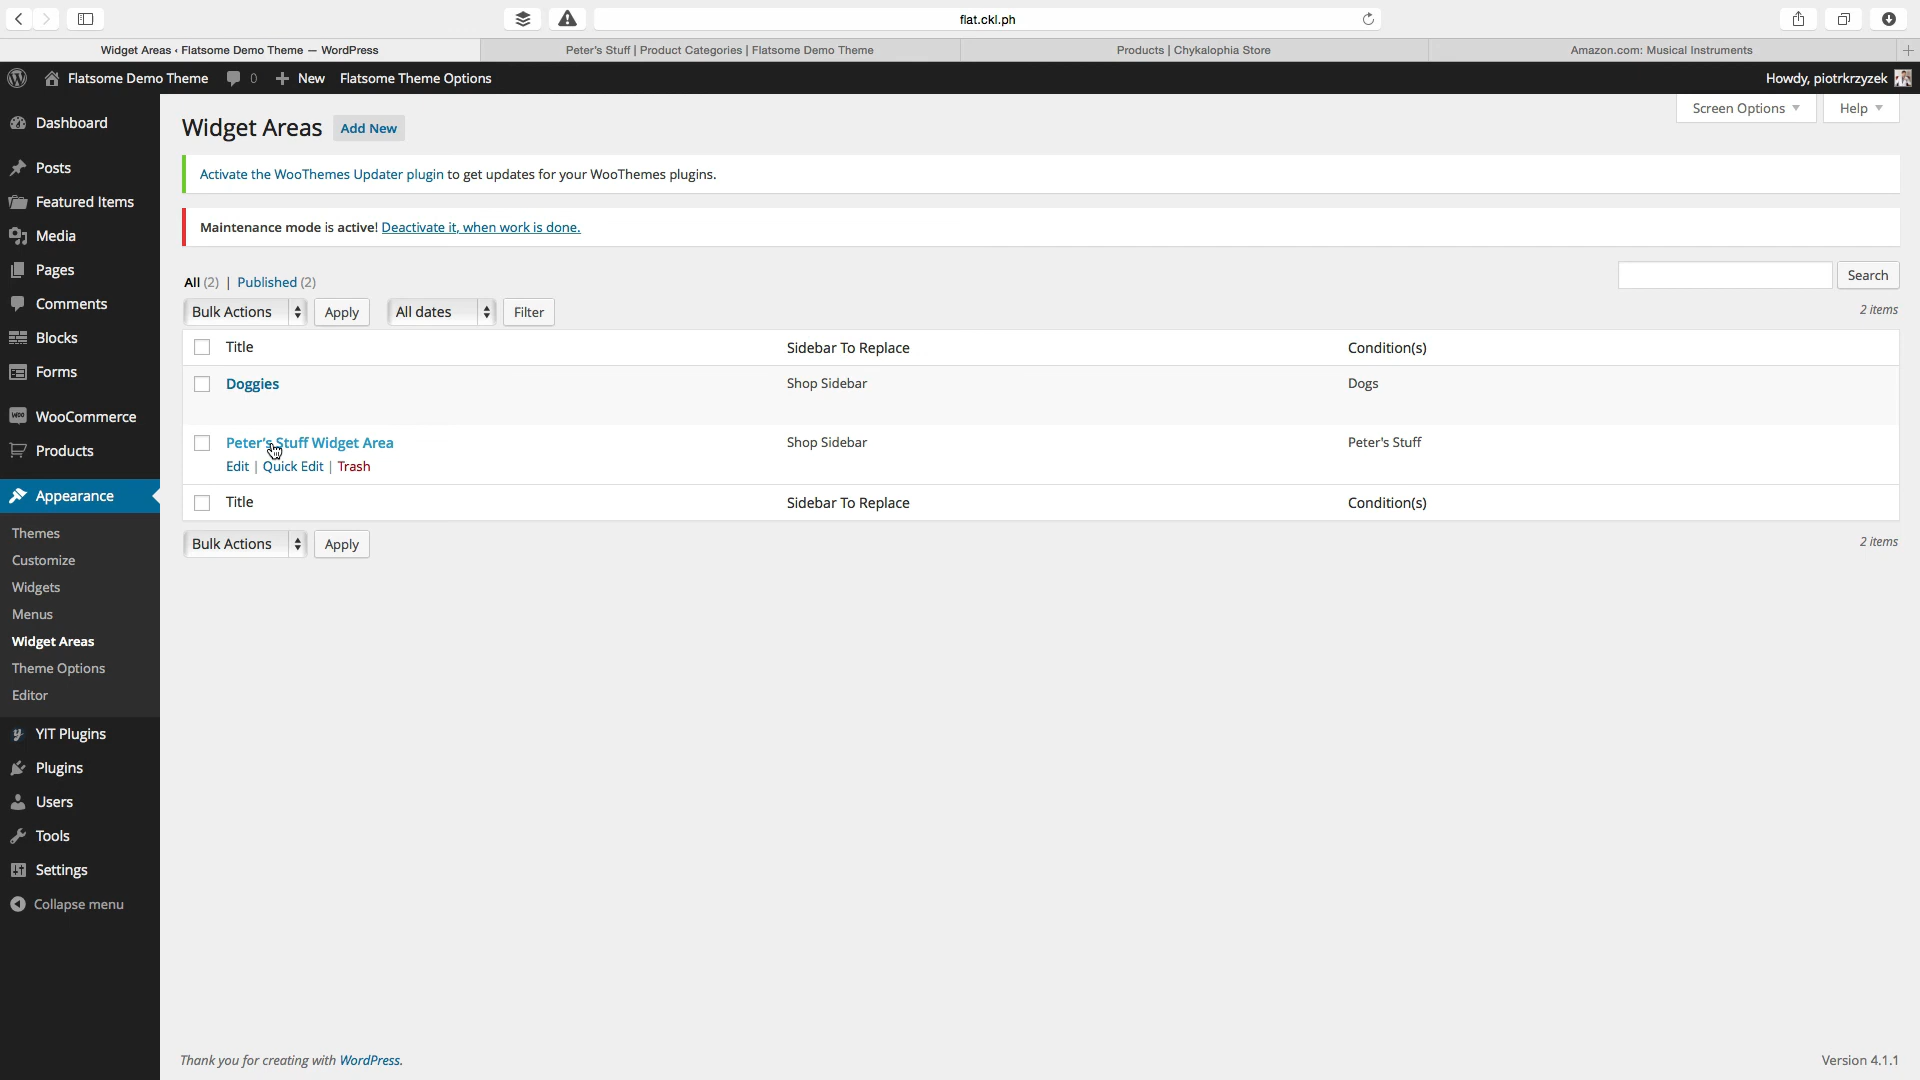 flat.ckl.ph
Widget Areas ‹ Flatsome Demo Theme — WordPress
Peter's Stuff | Product Categories | Flatsome Demo Theme
Products | Chykalophia Store
Amazon.com: Musical Instruments
Flatsome Demo Theme 0 New Flatsome Theme Options
Howdy, piotrkrzyzek
Dashboard
Posts
Featured Items
Media
Pages
Comments
Blocks
Forms
WooCommerce
Products
Appearance
Themes
Customize
Widgets
Menus
Widget Areas
Theme Options
Editor
YIT Plugins
Plugins
Users
Tools
Settings
Collapse menu
Screen Options Help
Widget Areas Add New
Activate the WooThemes Updater plugin to get updates for your WooThemes plugins.
Maintenance mode is active! Deactivate it, when work is done.
All (2) | Published (2)
Search
Bulk Actions Apply All dates Filter
2 items
Title Sidebar To Replace Condition(s)
Doggies Shop Sidebar Dogs
Peter's Stuff Widget Area Shop Sidebar Peter's Stuff
Edit | Quick Edit | Trash
Title Sidebar To Replace Condition(s)
Bulk Actions Apply
2 items
Thank you for creating with WordPress.
Version 4.1.1